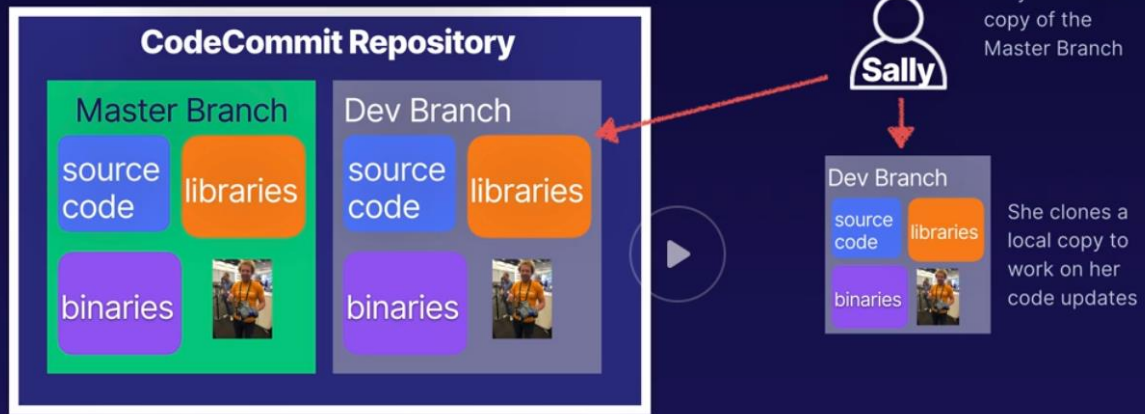 CodeCommit Repository
Master Branch
source
code
libraries
binaries
Dev Branch
source
code
libraries
binaries
copy of the
Master Branch
Sally
Dev Branch
source
code
libraries
binaries
She clones a
local copy to
work on her
code updates